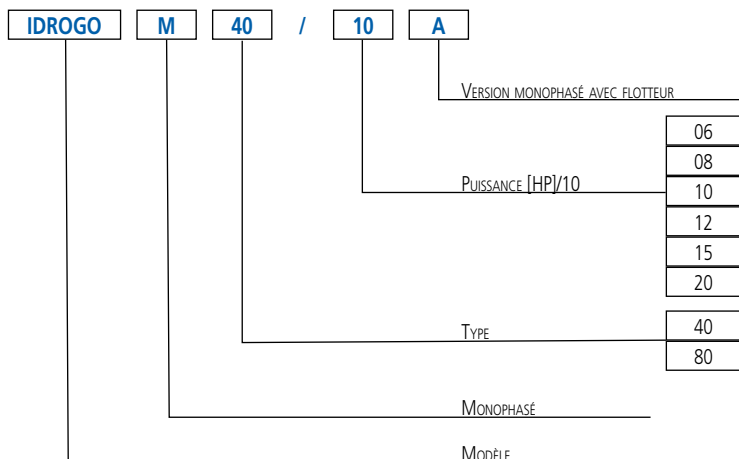 IDROGO M 40 / 10 A
Version monophasé avec flotteur
06
08
Puissance [HP]/10
10
12
15
20
Type
40
80
Monophasé
Modèle